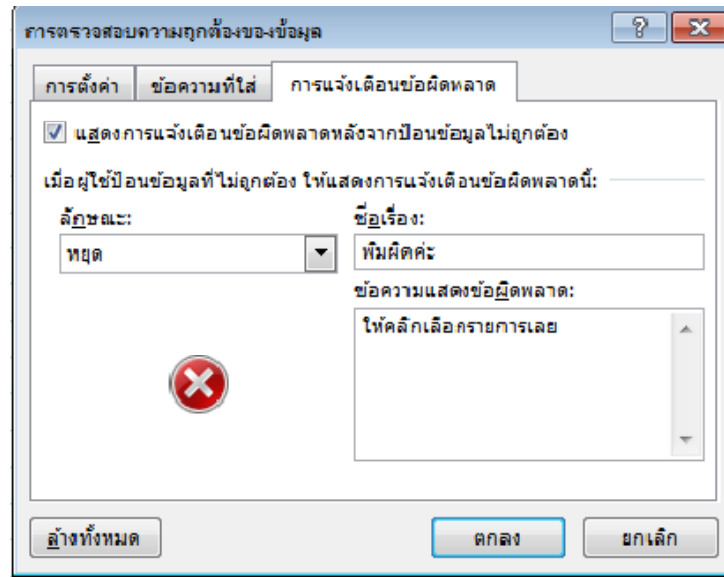 การตรวจสอบความถูกต้องของข้อมูล
การตั้งค่า ข้อความที่ใส่ การแจ้งเตือนข้อผิดพลาด
แสดงการแจ้งเตือนข้อผิดพลาดหลังจากป้อนข้อมูลไม่ถูกต้อง
เมื่อผู้ใช้ป้อนข้อมูลที่ไม่ถูกต้อง ให้แสดงการแจ้งเตือนข้อผิดพลาดนี้:
ลักษณะ: ชื่อเรื่อง:
หยุด พิมผิดค่ะ
ข้อความแสดงข้อผิดพลาด:
ให้คลิกเลือกรายการเลย
ล้างทั้งหมด ตกลง ยกเลิก